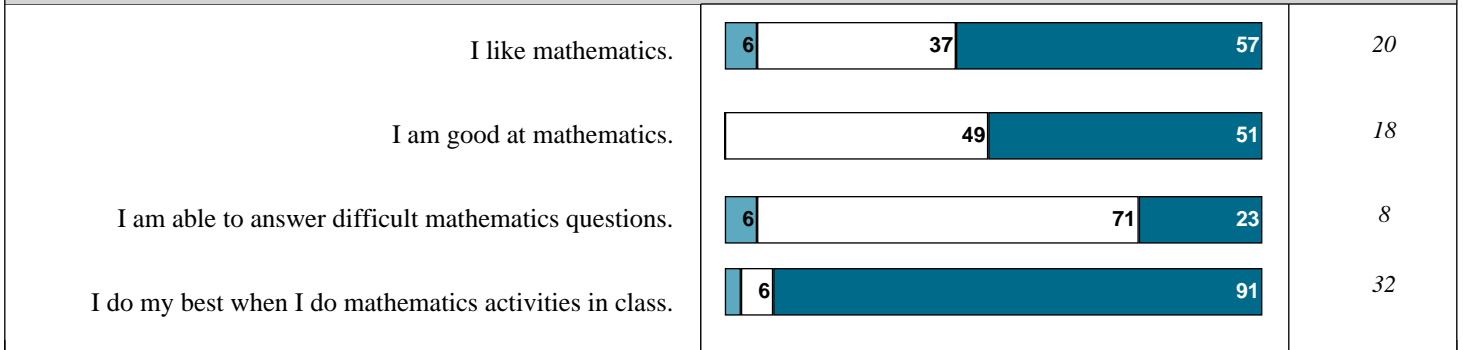 I like mathematics. 6 37 57 20
I am good at mathematics. 49 51 18
I am able to answer difficult mathematics questions. 6 71 23 8
I do my best when I do mathematics activities in class. 6 91 32